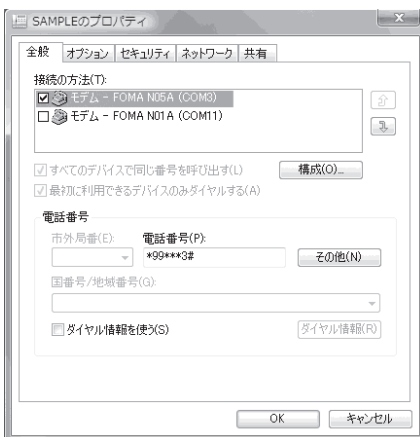 SAMPLEのプロパティ
全般 オプション セキュリティ ネットワーク 共有
接続の方法(T):
モデム - FOMA N05A (COM3)
モデム - FOMA N01A (COM11)
すべてのデバイスで同じ番号を呼び出す(L) 構成(O)...
最初に利用できるデバイスのみダイヤルする(A)
電話番号
市外局番(E): 電話番号(P):
*99***3# その他(N)
国番号/地域番号(G):
ダイヤル情報を使う(S) ダイヤル情報(R)
OK キャンセル